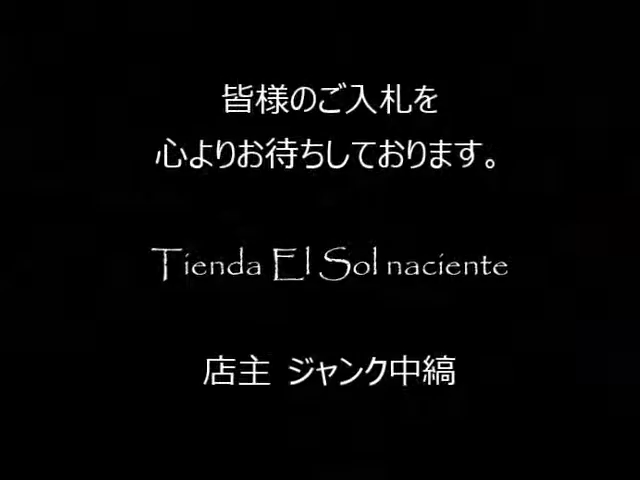 皆様のご入札を
心よりお待ちしております。
Tienda El Sol naciente
店主 ジャンク中縞